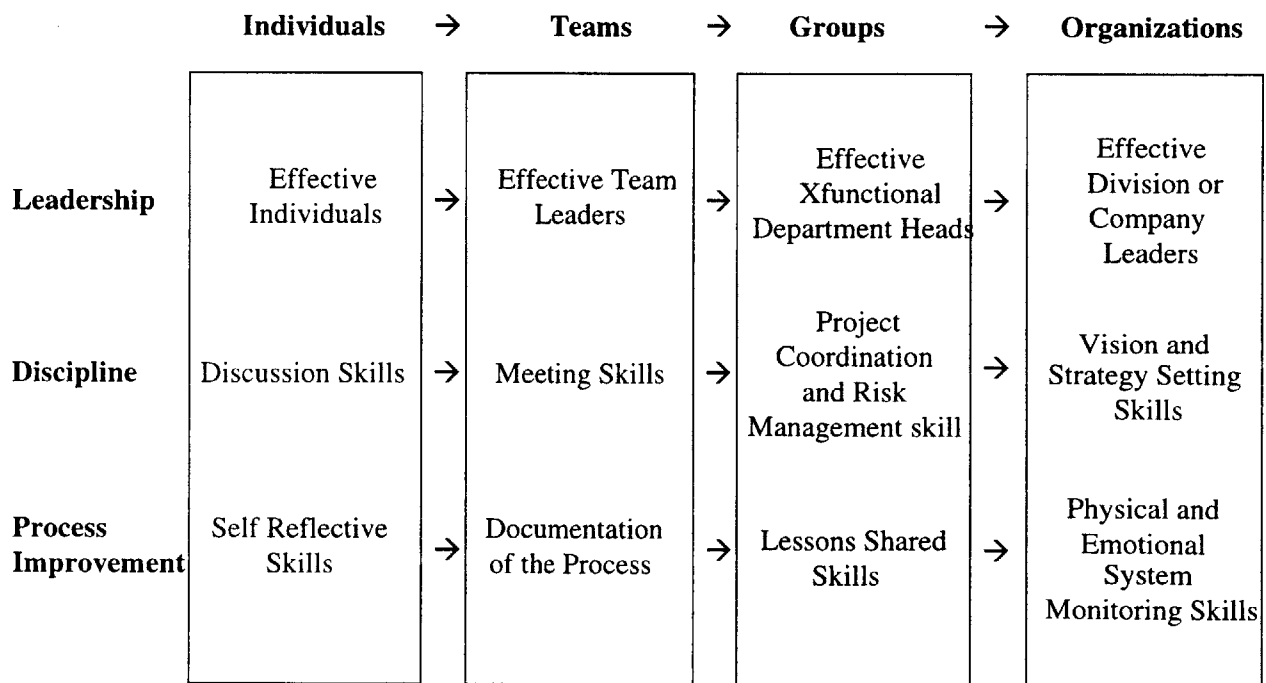 Individuals → Teams → Groups → Organizations
Leadership
Effective
Individuals
→
Effective Team
Leaders
→
Effective
Xfunctional
Department Heads
→
Effective
Division or
Company
Leaders
Discipline
Discussion Skills
→
Meeting Skills
→
Project
Coordination
and Risk
Management skill
→
Vision and
Strategy Setting
Skills
Process
Improvement
Self Reflective
Skills
→
Documentation
of the Process
→
Lessons Shared
Skills
→
Physical and
Emotional
System
Monitoring Skills